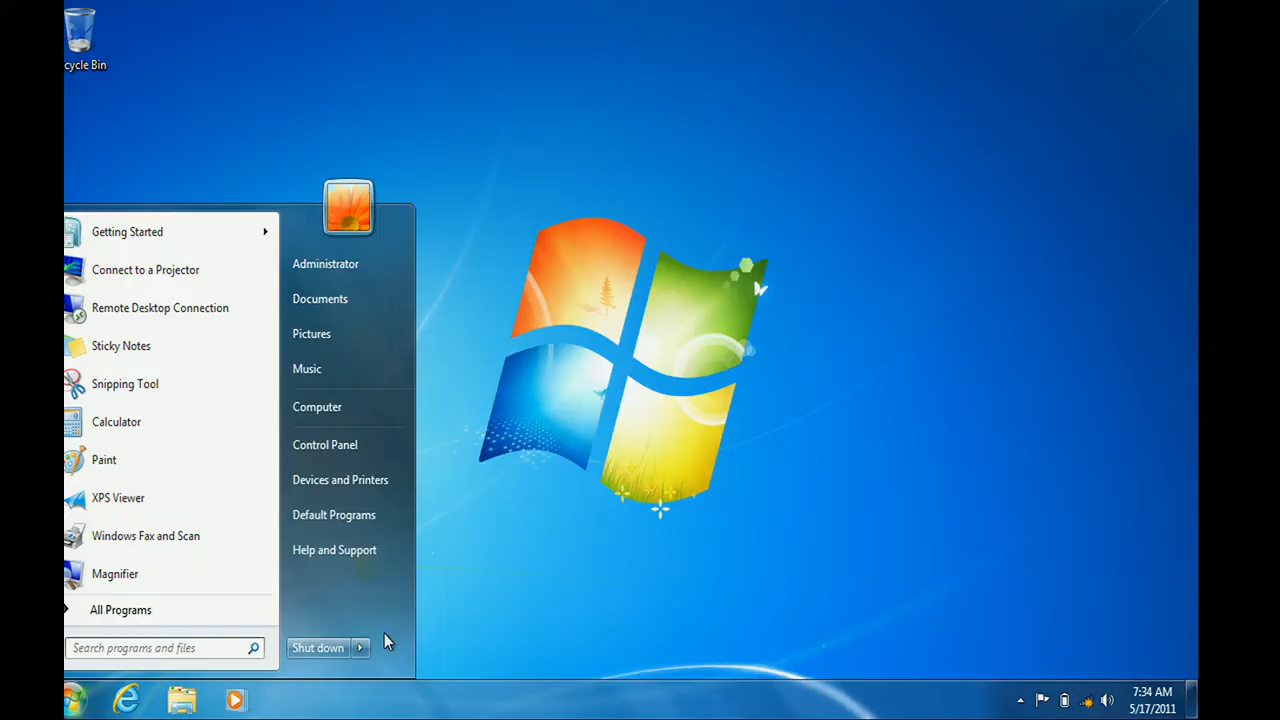 cycle Bin
Getting Started
Connect to a Projector
Remote Desktop Connection
Sticky Notes
Snipping Tool
Calculator
Paint
XPS Viewer
Windows Fax and Scan
Magnifier
All Programs
Search programs and files
Administrator
Documents
Pictures
Music
Computer
Control Panel
Devices and Printers
Default Programs
Help and Support
Shut down
7:34 AM
5/17/2011